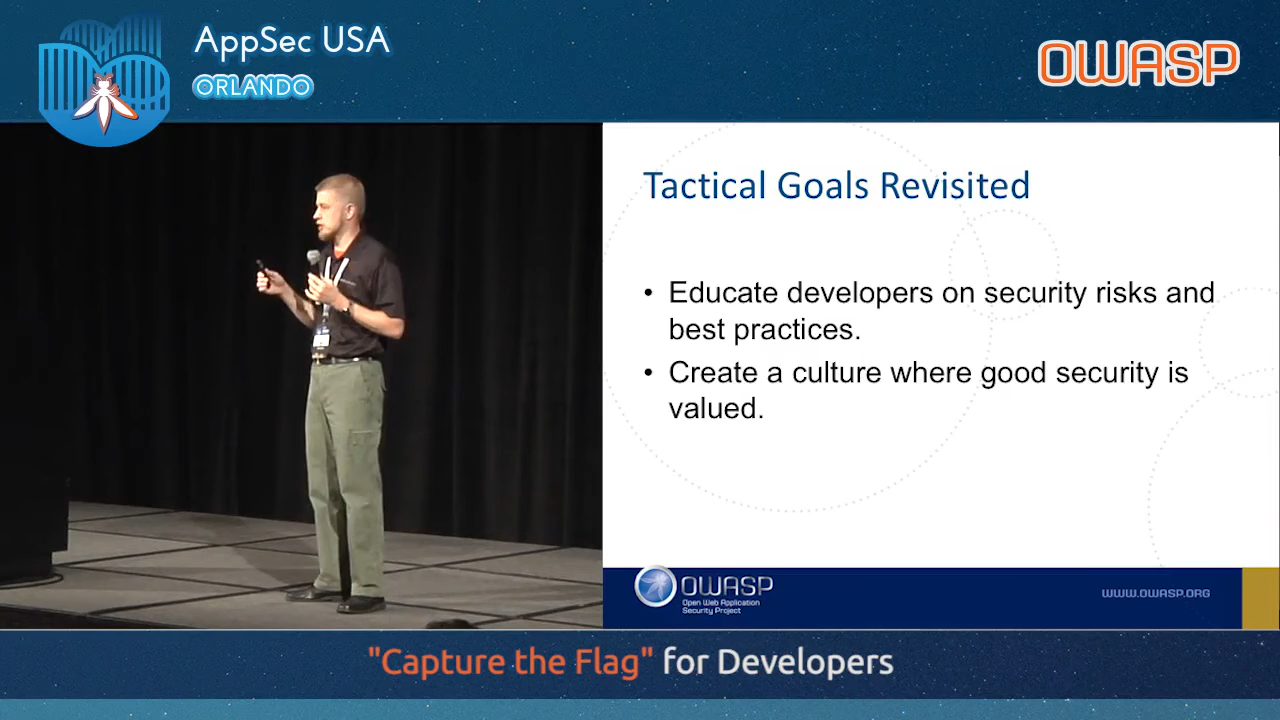 AppSec USA
ORLANDO
OWASP
Tactical Goals Revisited
• Educate developers on security risks and
best practices.
• Create a culture where good security is
valued.
OWASP
Open Web Application
Security Project
WWW.OWASP.ORG
"Capture the Flag" for Developers